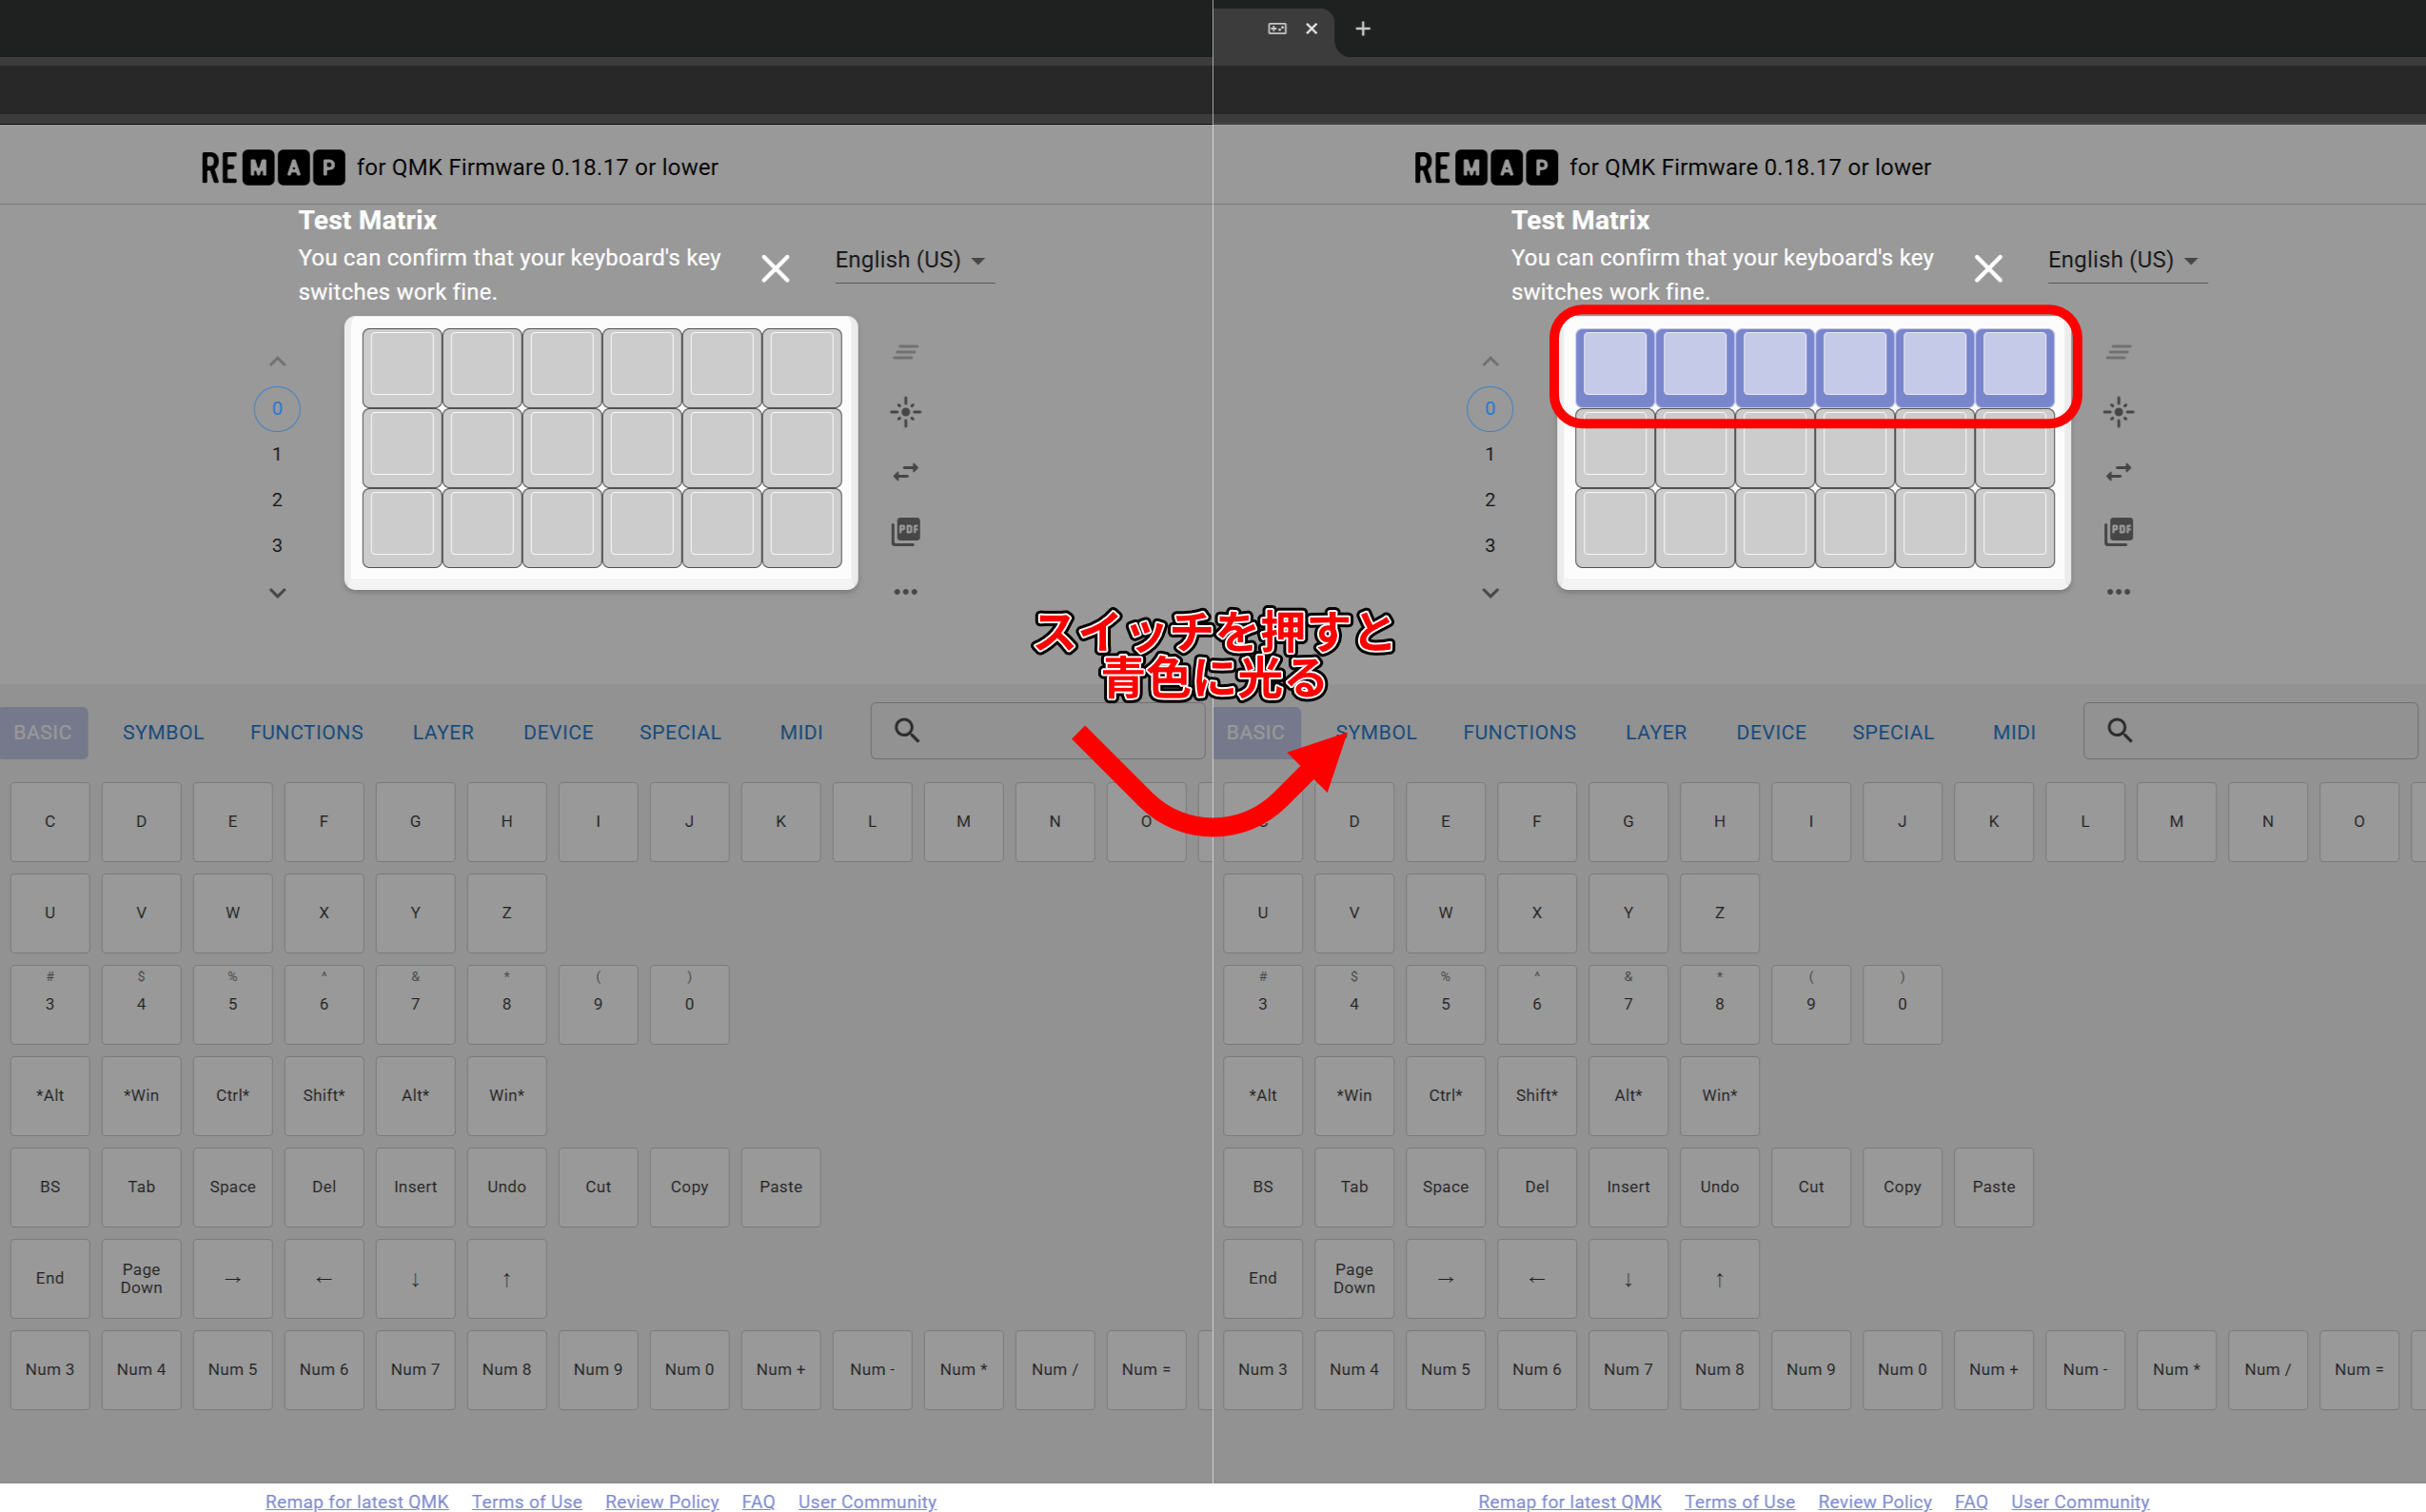 REMAP for QMK Firmware 0.18.17 or lower
Test Matrix
You can confirm that your keyboard's key
switches work fine.
English (US)
0
1
2
3
PDF
REMAP for QMK Firmware 0.18.17 or lower
Test Matrix
You can confirm that your keyboard's key
switches work fine.
English (US)
0
1
2
3
PDF
スイッチを押すと
青色に光る
BASIC SYMBOL FUNCTIONS LAYER DEVICE SPECIAL MIDI
C D E F G H I J K L M N O
U V W X Y Z
# $ % ^ & * ( )
3 4 5 6 7 8 9 0
*Alt *Win Ctrl* Shift* Alt* Win*
BS Tab Space Del Insert Undo Cut Copy Paste
End Page Down → ← ↓ ↑
Num 3 Num 4 Num 5 Num 6 Num 7 Num 8 Num 9 Num 0 Num + Num - Num * Num / Num =
Remap for latest QMK Terms of Use Review Policy FAQ User Community
BASIC SYMBOL FUNCTIONS LAYER DEVICE SPECIAL MIDI
D E F G H I J K L M N O
U V W X Y Z
# $ % ^ & * ( )
3 4 5 6 7 8 9 0
*Alt *Win Ctrl* Shift* Alt* Win*
BS Tab Space Del Insert Undo Cut Copy Paste
End Page Down → ← ↓ ↑
Num 3 Num 4 Num 5 Num 6 Num 7 Num 8 Num 9 Num 0 Num + Num - Num * Num / Num =
Remap for latest QMK Terms of Use Review Policy FAQ User Community